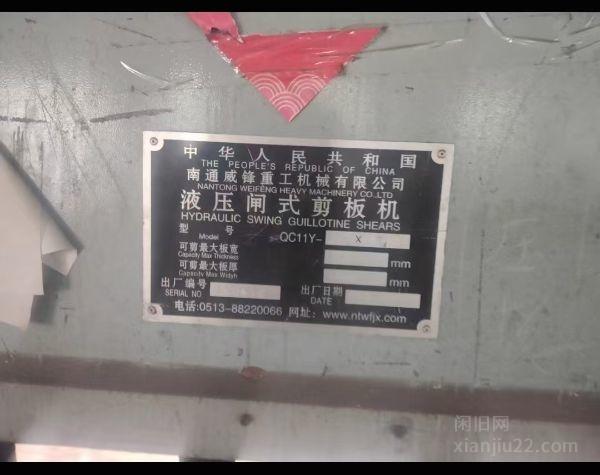 中华人民共和国
THE PEOPLE'S REPUBLIC OF CHINA
南通威锋重工机械有限公司
NANTONG WEIFENG HEAVY MACHINERY CO.,LTD
液压闸式剪板机
HYDRAULIC SWING GUILLOTINE SHEARS
型号 QC11Y- X
Model
可剪最大板宽 mm
Capacity Max Thickness
可剪最大板厚 mm
Capacity Max Widyh
出厂编号 出厂日期
SERIAL NO DATE
电话:0513-88220066 网址: www.ntwfjx.com
闲旧网
xianjiu22.com